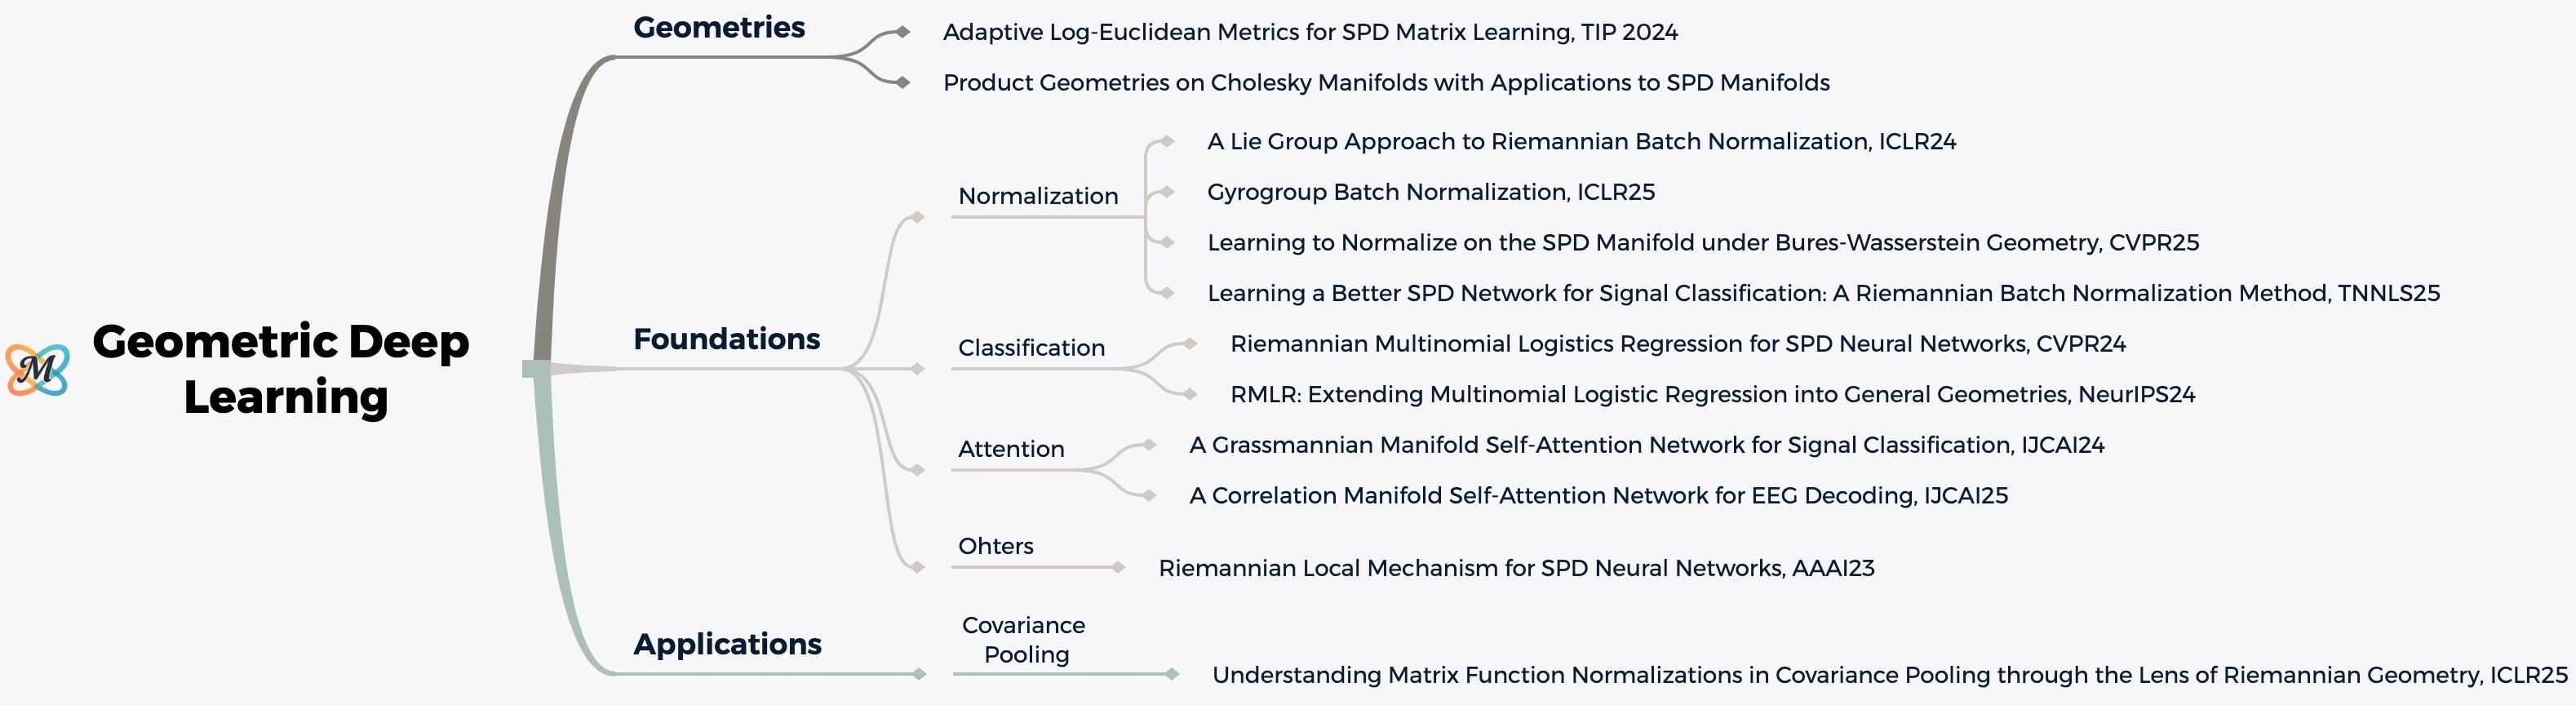 Geometries
Adaptive Log-Euclidean Metrics for SPD Matrix Learning, TIP 2024
Product Geometries on Cholesky Manifolds with Applications to SPD Manifolds
A Lie Group Approach to Riemannian Batch Normalization, ICLR24
Normalization
Gyrogroup Batch Normalization, ICLR25
Learning to Normalize on the SPD Manifold under Bures-Wasserstein Geometry, CVPR25
Learning a Better SPD Network for Signal Classification: A Riemannian Batch Normalization Method, TNNLS25
M
Geometric Deep
Learning
Foundations
Classification
Riemannian Multinomial Logistics Regression for SPD Neural Networks, CVPR24
RMLR: Extending Multinomial Logistic Regression into General Geometries, NeurIPS24
Attention
A Grassmannian Manifold Self-Attention Network for Signal Classification, IJCAI24
A Correlation Manifold Self-Attention Network for EEG Decoding, IJCAI25
Ohters
Riemannian Local Mechanism for SPD Neural Networks, AAAI23
Applications
Covariance
Pooling
Understanding Matrix Function Normalizations in Covariance Pooling through the Lens of Riemannian Geometry, ICLR25